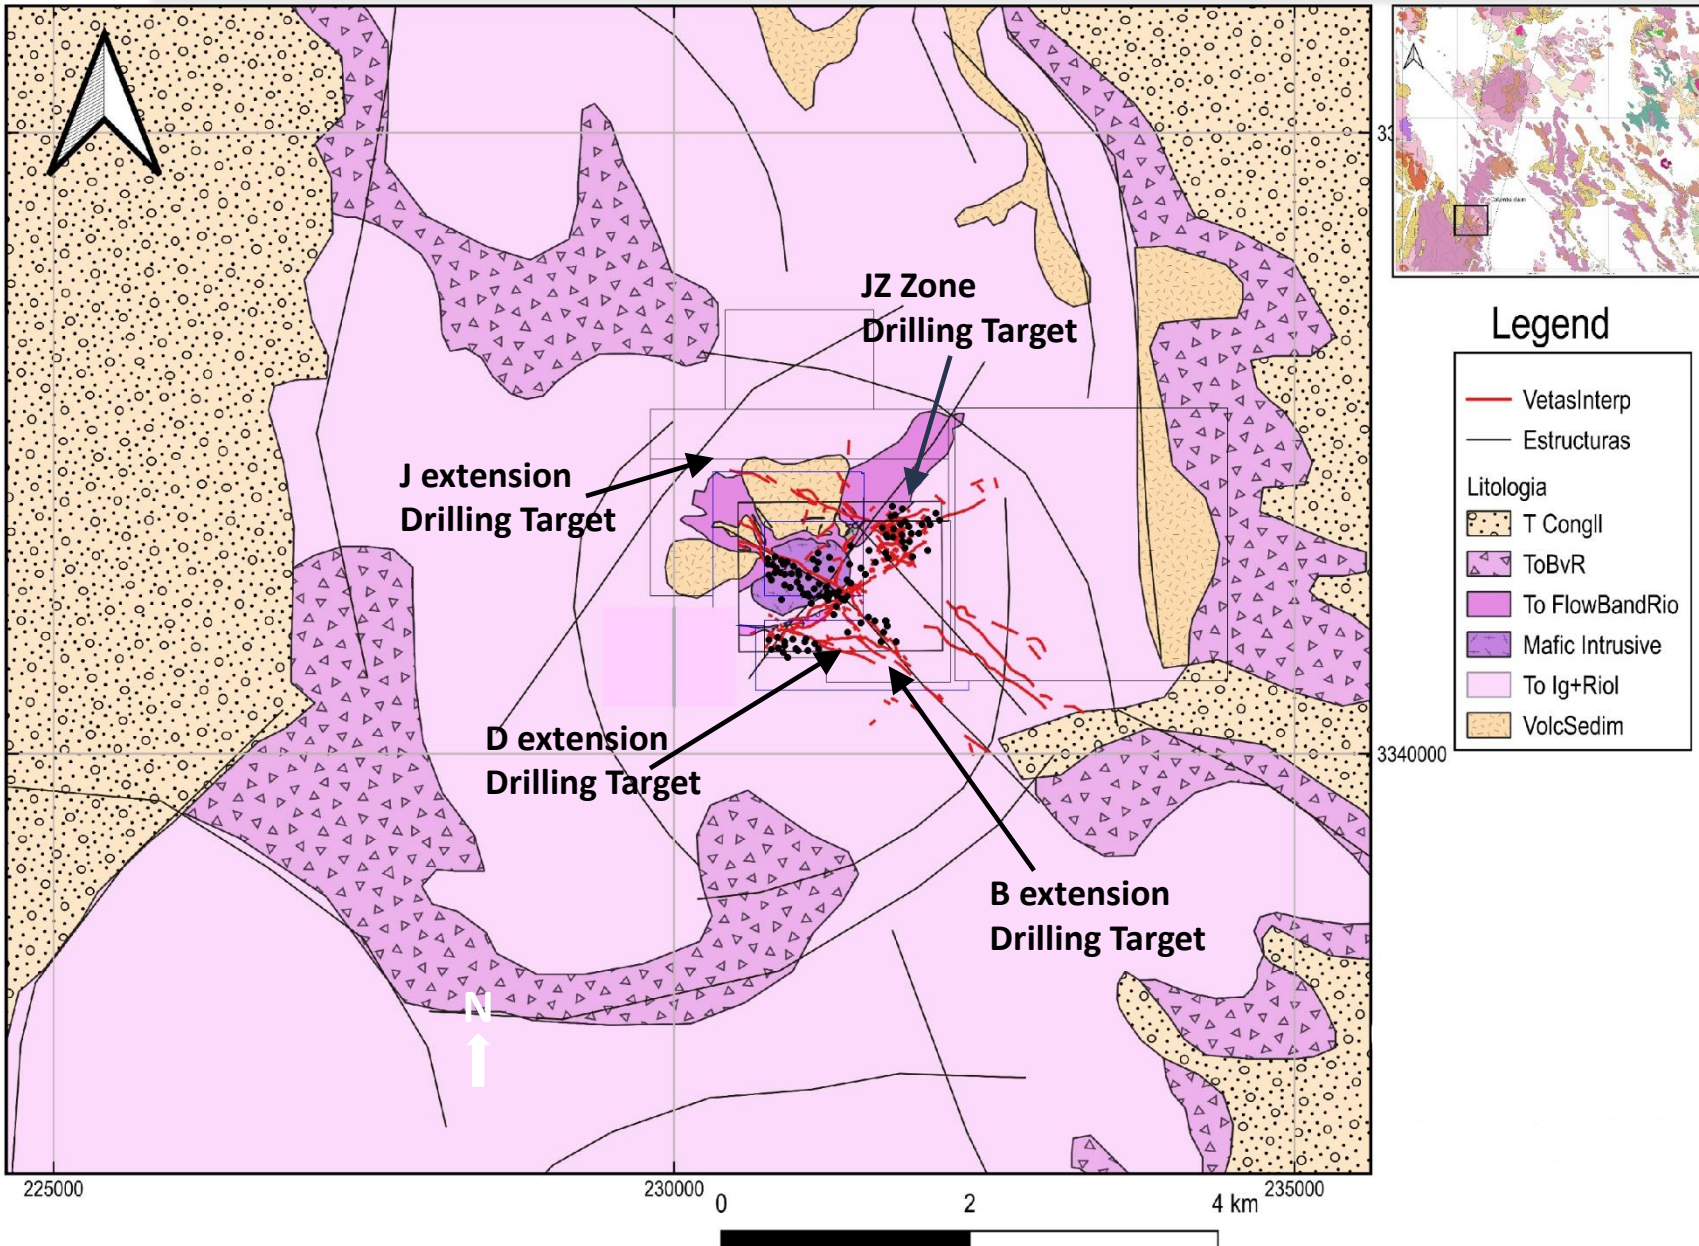 JZ Zone
Drilling Target
J extension
Drilling Target
D extension
Drilling Target
B extension
Drilling Target
N
225000
230000
235000
3340000
0 2 4 km
Legend
VetasInterp
Estructuras
Litologia
T Congll
ToBvR
To FlowBandRio
Mafic Intrusive
To Ig+Riol
VolcSedim